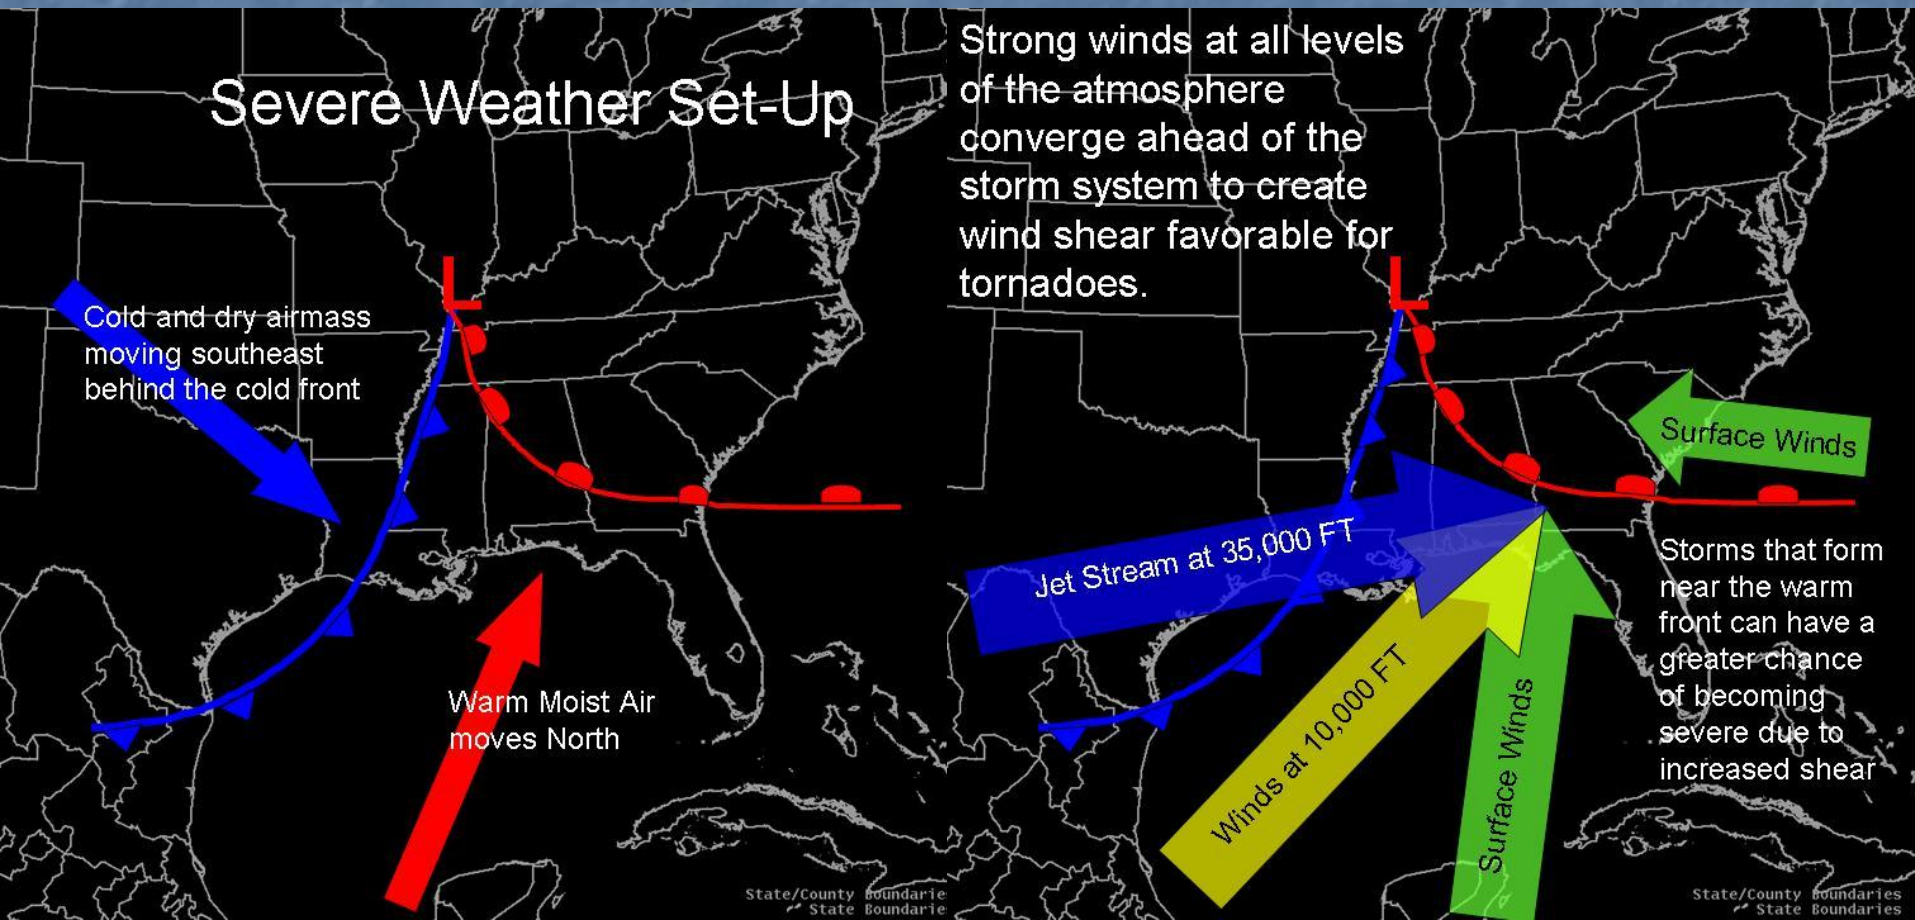 Severe Weather Set-Up
L
Cold and dry airmass
moving southeast
behind the cold front
Warm Moist Air
moves North
State/County Boundarie
State Boundarie
Strong winds at all levels
of the atmosphere
converge ahead of the
storm system to create
wind shear favorable for
tornadoes.
L
Surface Winds
Jet Stream at 35,000 FT
Winds at 10,000 FT
Surface Winds
Storms that form
near the warm
front can have a
greater chance
of becoming
severe due to
increased shear
State/County Boundaries
State Boundaries